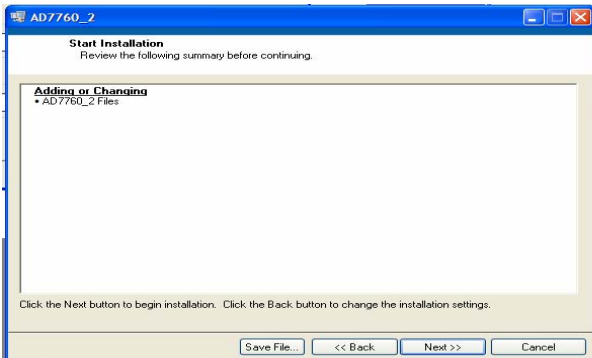 AD7760_2
Start Installation
Review the following summary before continuing.
Adding or Changing
• AD7760_2 Files
Click the Next button to begin installation. Click the Back button to change the installation settings.
Save File... << Back Next >> Cancel